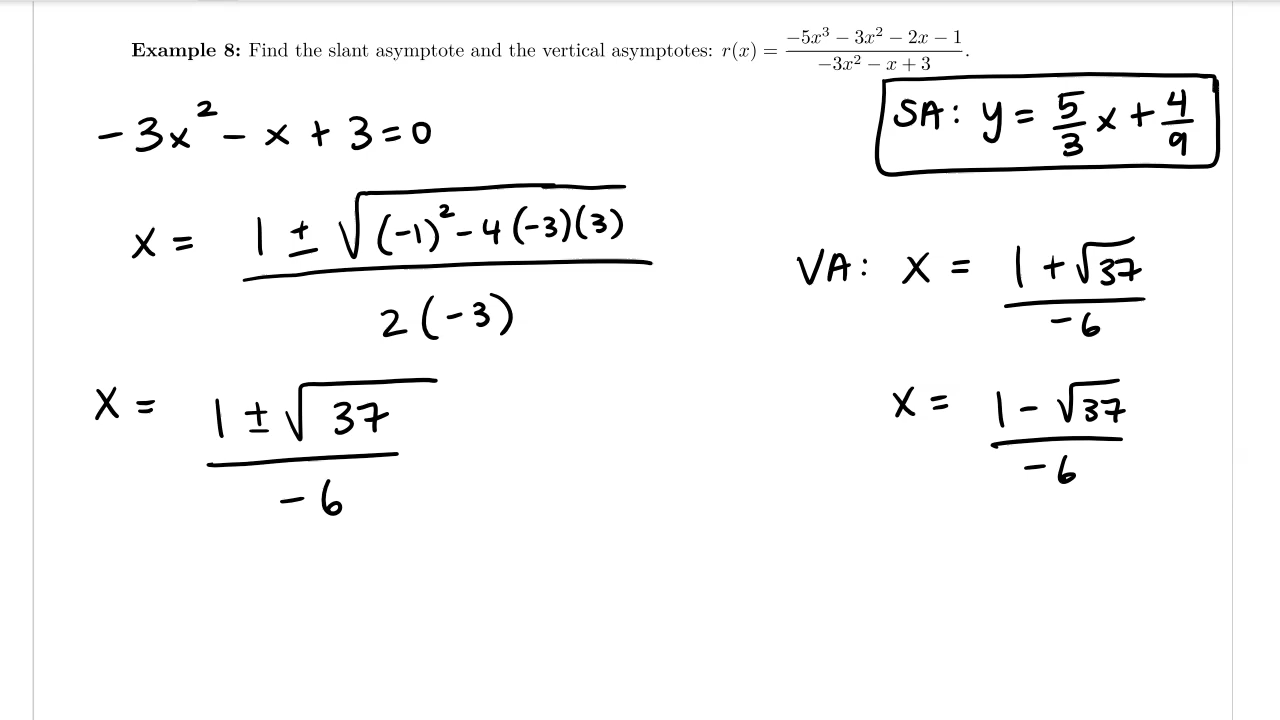 Example 8: Find the slant asymptote and the vertical asymptotes: r(x) = (-5x³ - 3x² - 2x - 1)/(-3x² - x + 3).
SA: y = 5/3 x + 4/9
-3x² - x + 3 = 0
x = (1 ± √((-1)² - 4(-3)(3)))/(2(-3))
x = (1 ± √37)/(-6)
VA: x = (1 + √37)/(-6)
x = (1 - √37)/(-6)